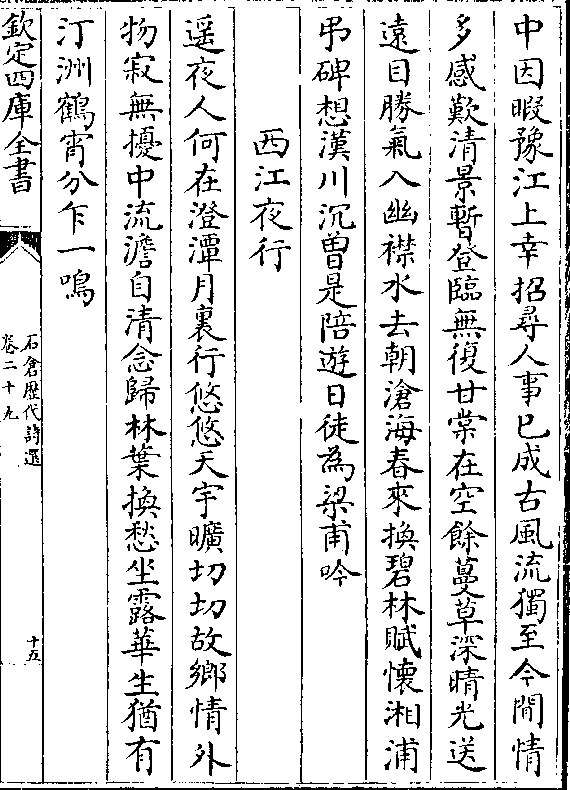 中因暇豫江上幸招尋人事已成古風流獨至今閒情
多感歎清景暫登臨無復甘棠在空餘蔓草深晴光送
遠目勝氣入幽襟水去朝滄海春來換碧林賦懷湘浦
弔碑想漢川沉曽是陪遊日徒為梁甫吟
西江夜行
遥夜人何在澄潭月裏行悠悠天宇曠切切故鄉情外
物寂無擾中流澹自清念歸林葉換愁坐露華生猶有
汀洲鶴宵分乍一鳴
欽定四庫全書
石倉歴代詩選
卷二十九
十五